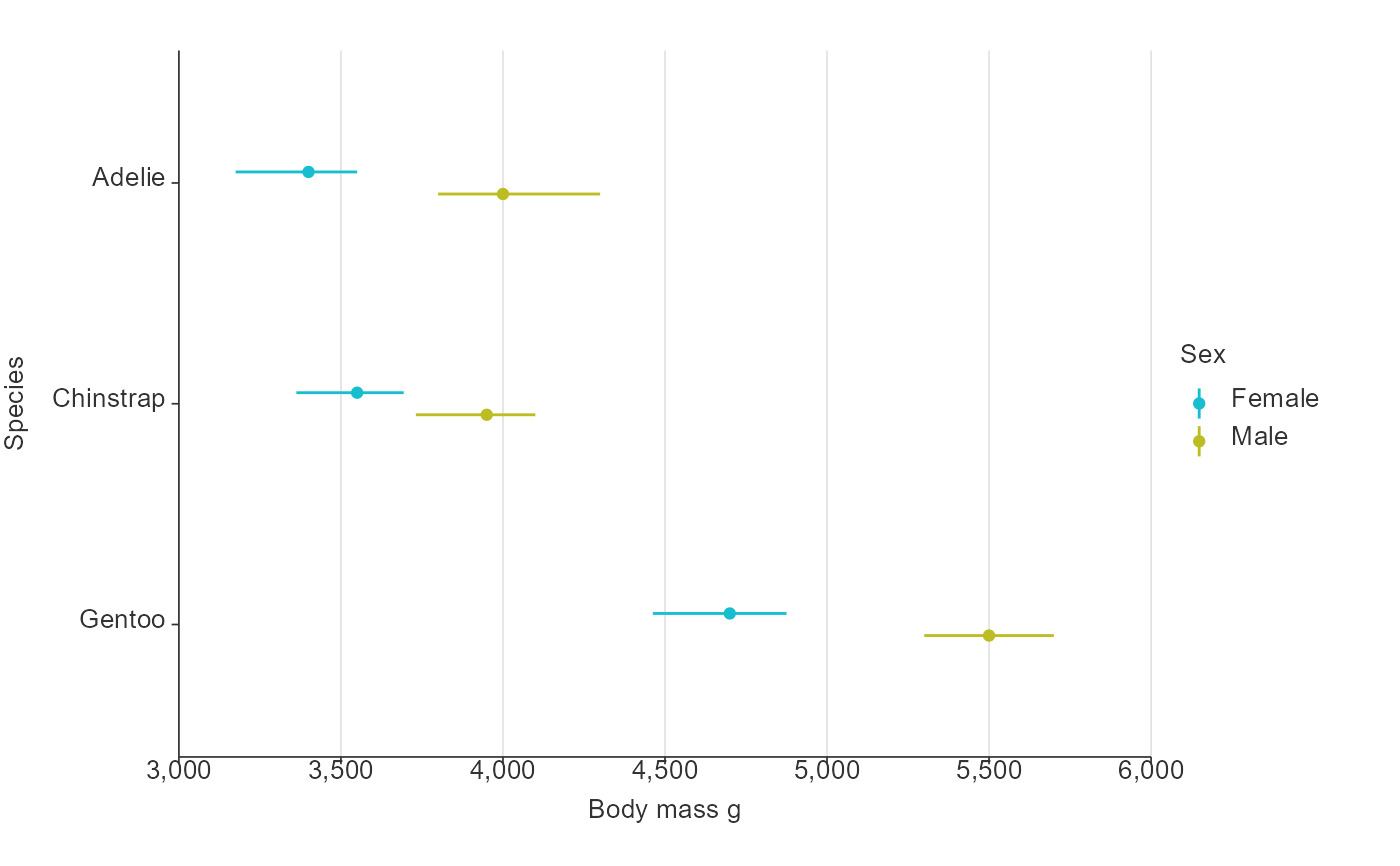 Adelie
Chinstrap
Gentoo
Species
3,000 3,500 4,000 4,500 5,000 5,500 6,000
Body mass g
Sex
Female
Male